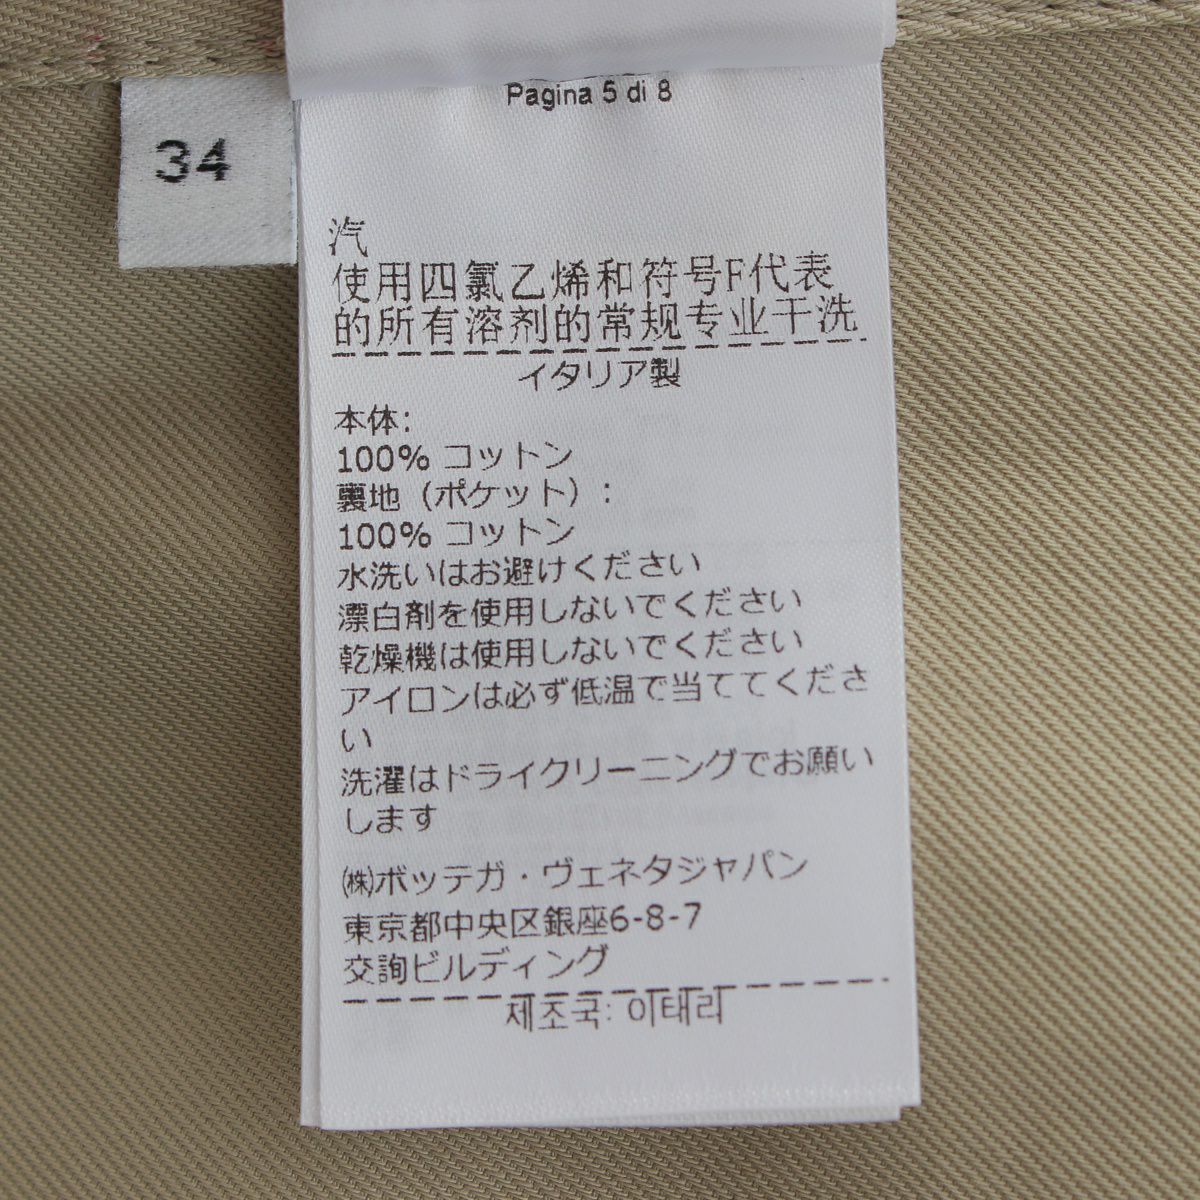 Pagina 5 di 8
34
汽
使用四氯乙烯和符号F代表
的所有溶剂的常规专业干洗
イタリア製
本体:
100% コットン
裏地（ポケット）:
100% コットン
水洗いはお避けください
漂白剤を使用しないでください
乾燥機は使用しないでください
アイロンは必ず低温で当ててくださ
い
洗濯はドライクリーニングでお願い
します
㈱ボッテガ・ヴェネタジャパン
東京都中央区銀座6-8-7
交詢ビルディング
제조국: 이태리